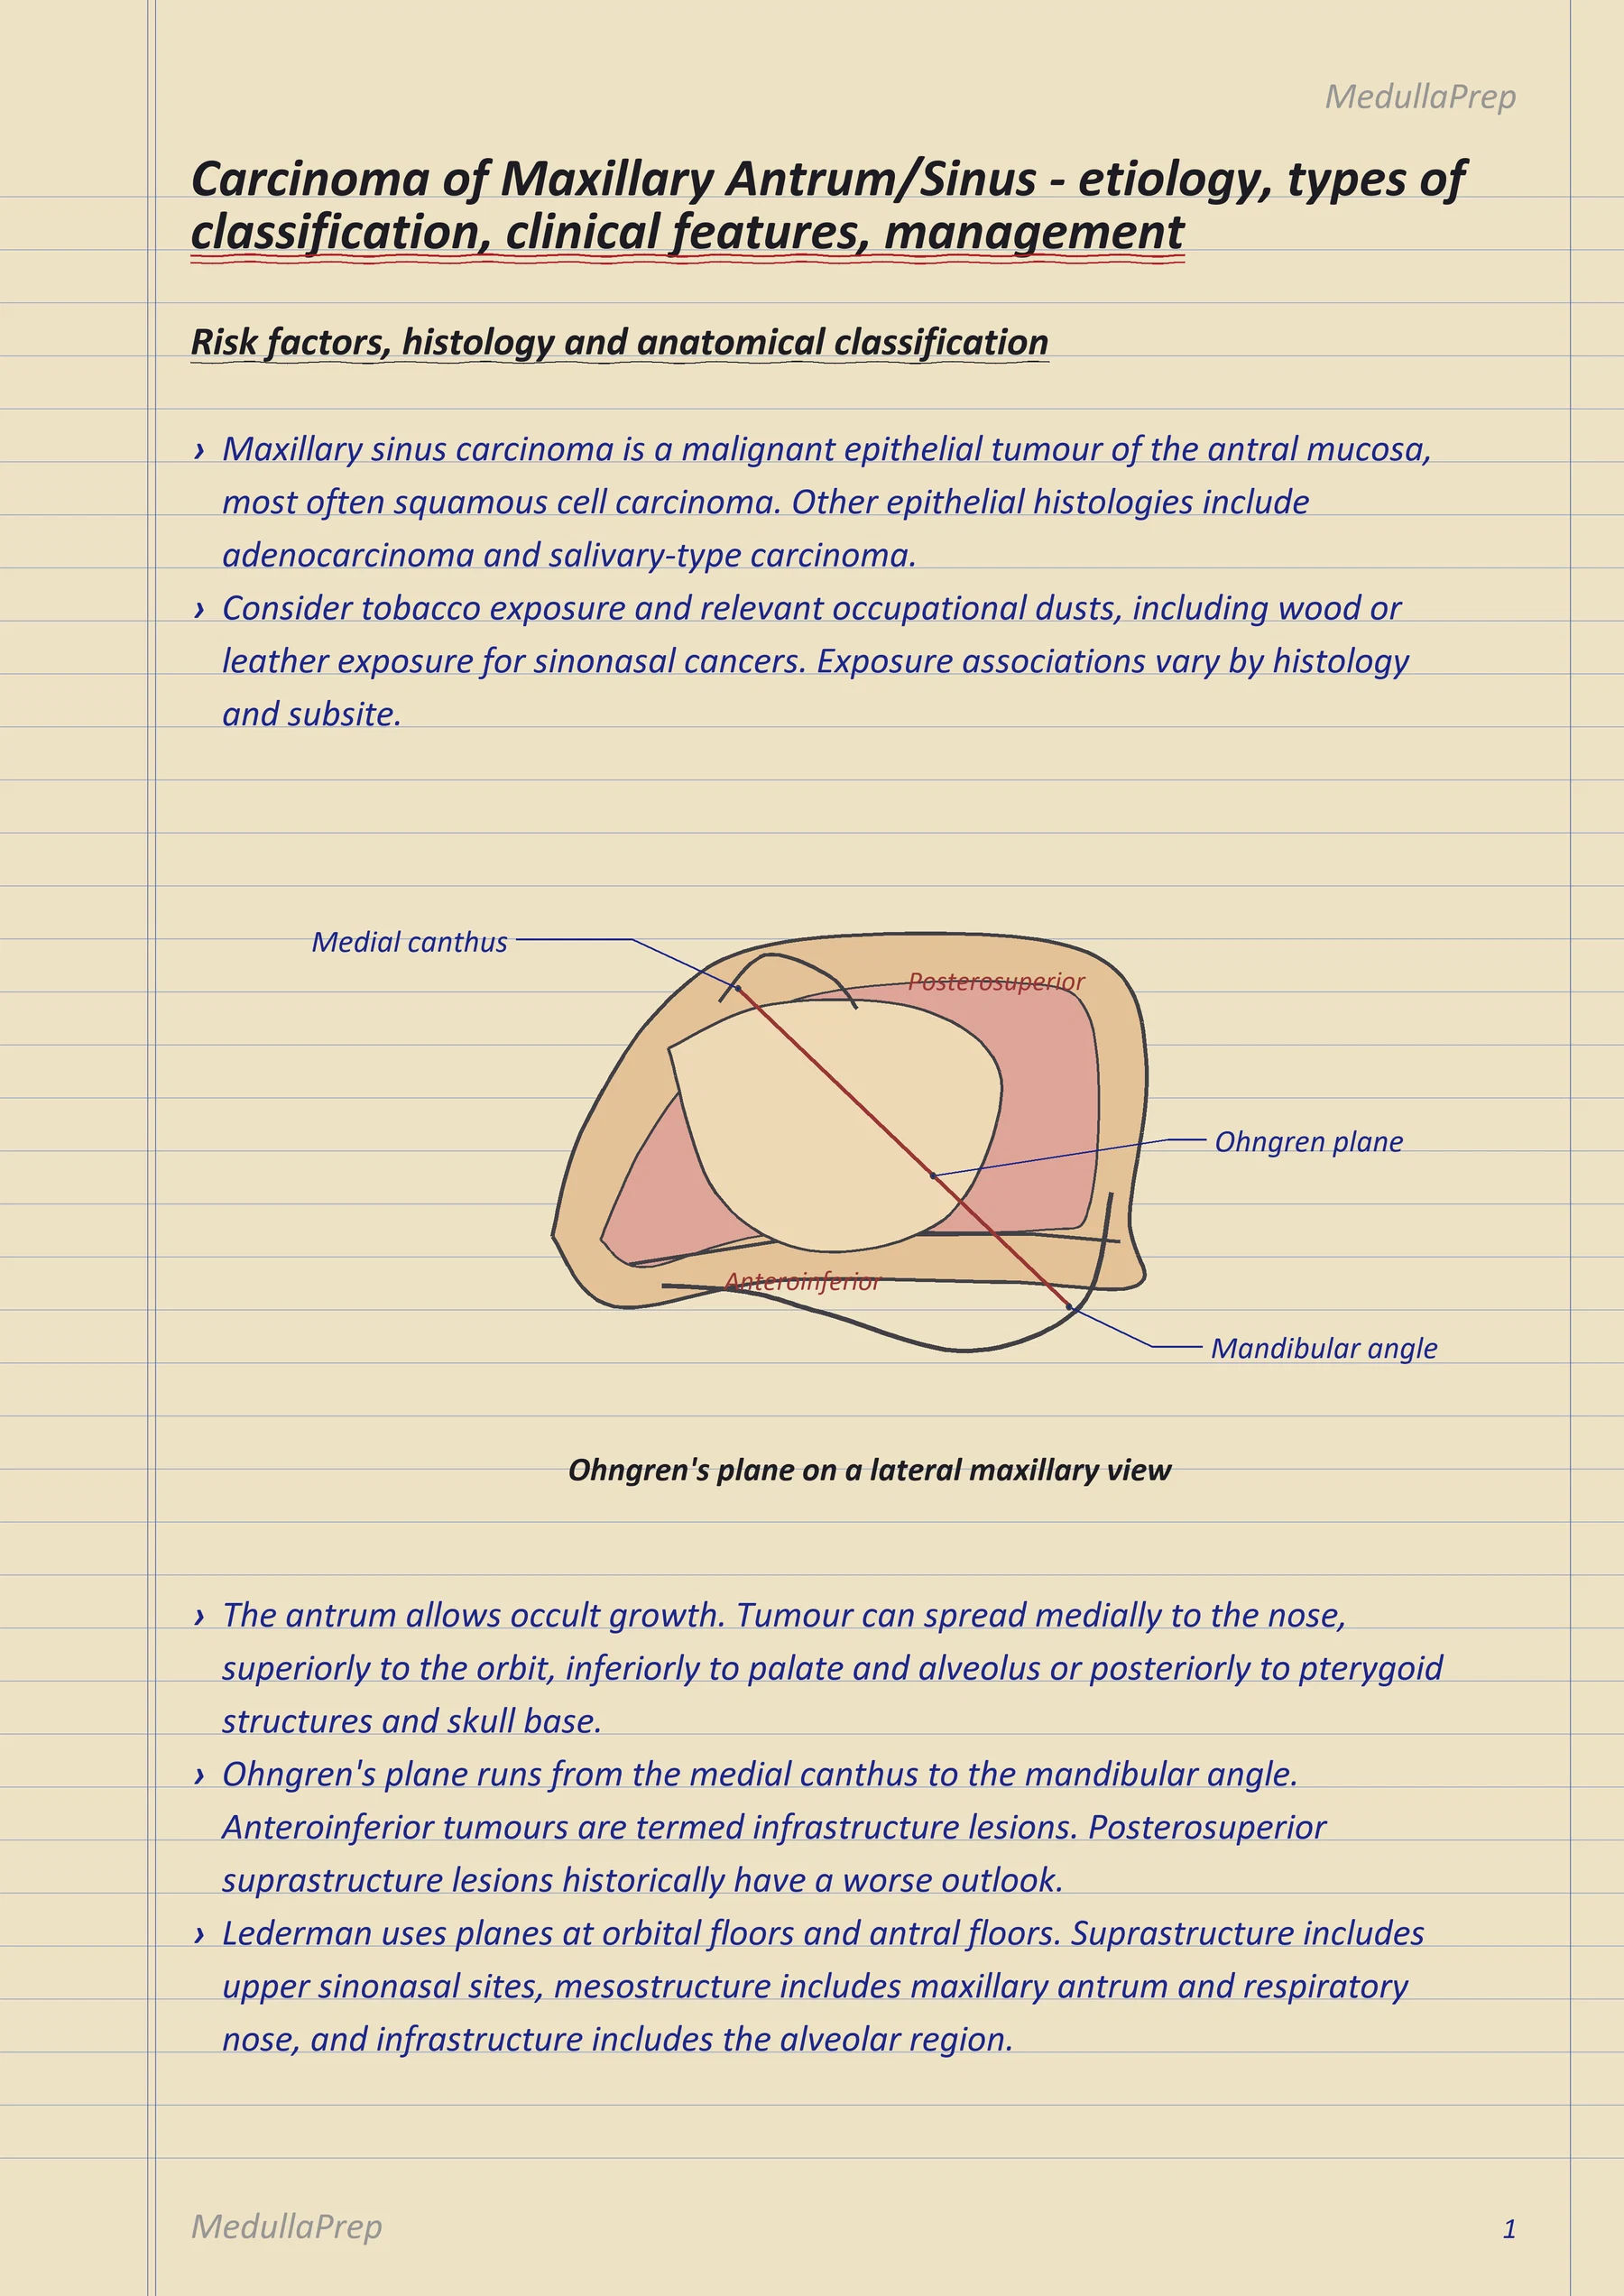 MedullaPrep
Carcinoma of Maxillary Antrum/Sinus - etiology, types of
classification, clinical features, management
Risk factors, histology and anatomical classification
› Maxillary sinus carcinoma is a malignant epithelial tumour of the antral mucosa,
most often squamous cell carcinoma. Other epithelial histologies include
adenocarcinoma and salivary-type carcinoma.
› Consider tobacco exposure and relevant occupational dusts, including wood or
leather exposure for sinonasal cancers. Exposure associations vary by histology
and subsite.
Medial canthus
Posterosuperior
Ohngren plane
Anteroinferior
Mandibular angle
Ohngren's plane on a lateral maxillary view
› The antrum allows occult growth. Tumour can spread medially to the nose,
superiorly to the orbit, inferiorly to palate and alveolus or posteriorly to pterygoid
structures and skull base.
› Ohngren's plane runs from the medial canthus to the mandibular angle.
Anteroinferior tumours are termed infrastructure lesions. Posterosuperior
suprastructure lesions historically have a worse outlook.
› Lederman uses planes at orbital floors and antral floors. Suprastructure includes
upper sinonasal sites, mesostructure includes maxillary antrum and respiratory
nose, and infrastructure includes the alveolar region.
MedullaPrep
1